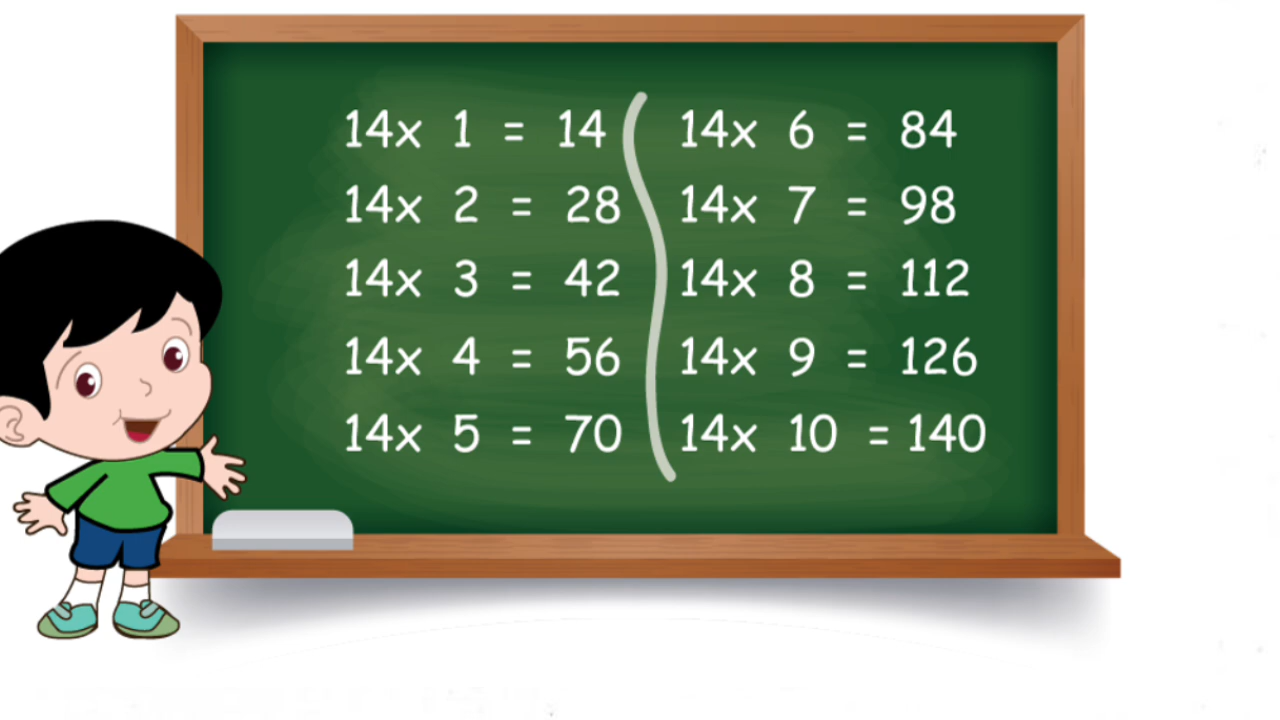 14x 1 = 14
14x 2 = 28
14x 3 = 42
14x 4 = 56
14x 5 = 70
14x 6 = 84
14x 7 = 98
14x 8 = 112
14x 9 = 126
14x 10 = 140